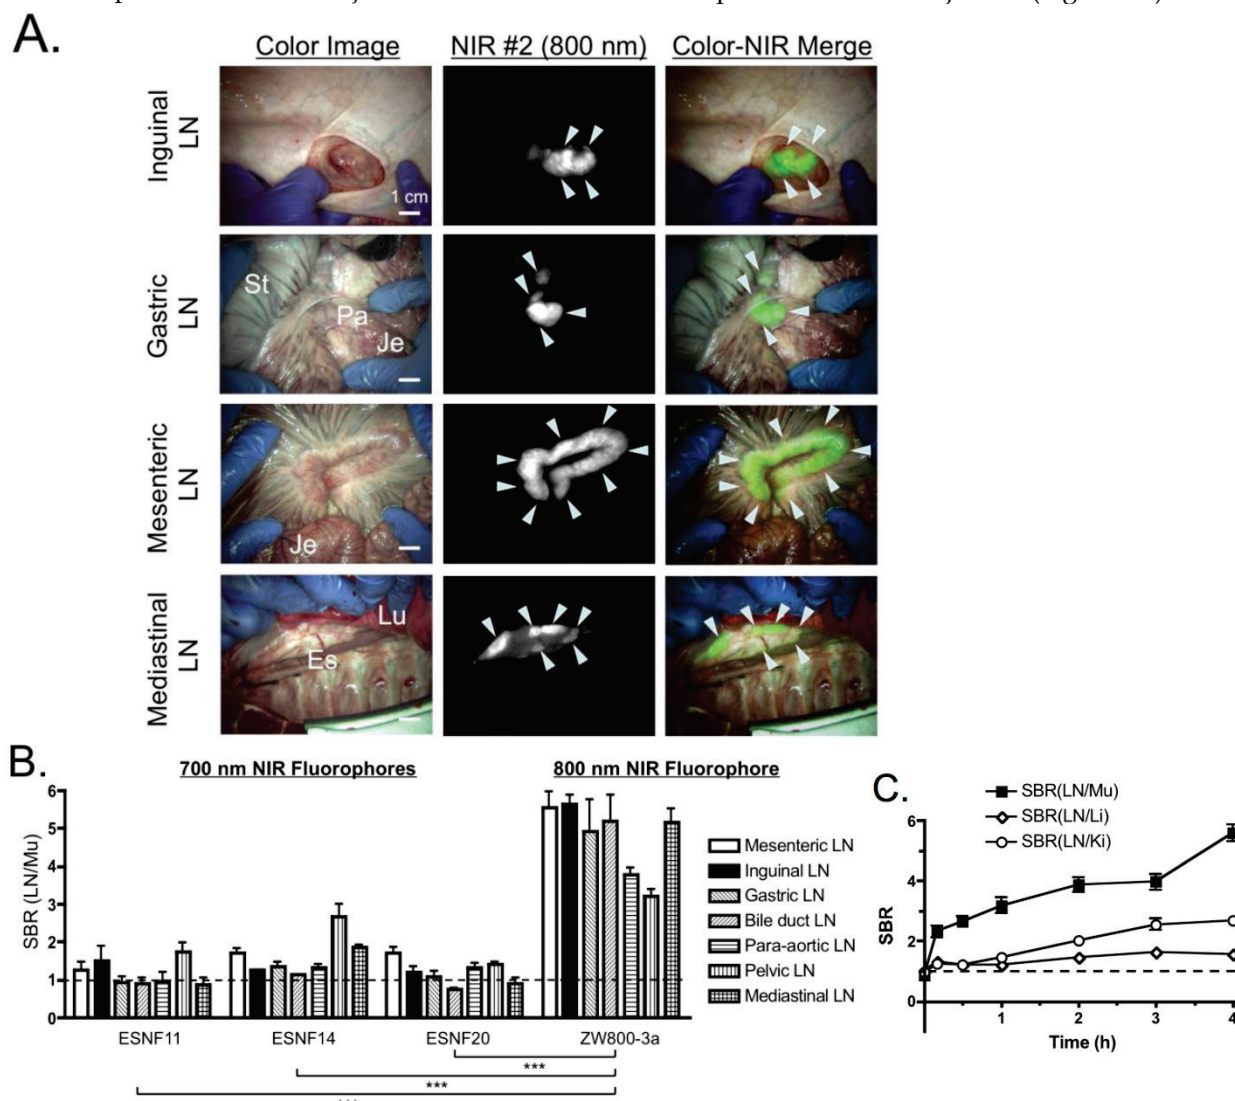 A.
Color Image NIR #2 (800 nm) Color-NIR Merge
Inguinal
LN
1 cm
Gastric
LN
St
Pa
Je
Mesenteric
LN
Je
Mediastinal
LN
Lu
Es
B.
700 nm NIR Fluorophores 800 nm NIR Fluorophore
SBR (LN/Mu)
6
5
4
3
2
1
0
ESNF11 ESNF14 ESNF20 ZW800-3a
***
***
Mesenteric LN
Inguinal LN
Gastric LN
Bile duct LN
Para-aortic LN
Pelvic LN
Mediastinal LN
C.
SBR(LN/Mu)
SBR(LN/Li)
SBR(LN/Ki)
SBR
6
4
2
0
1 2 3 4
Time (h)